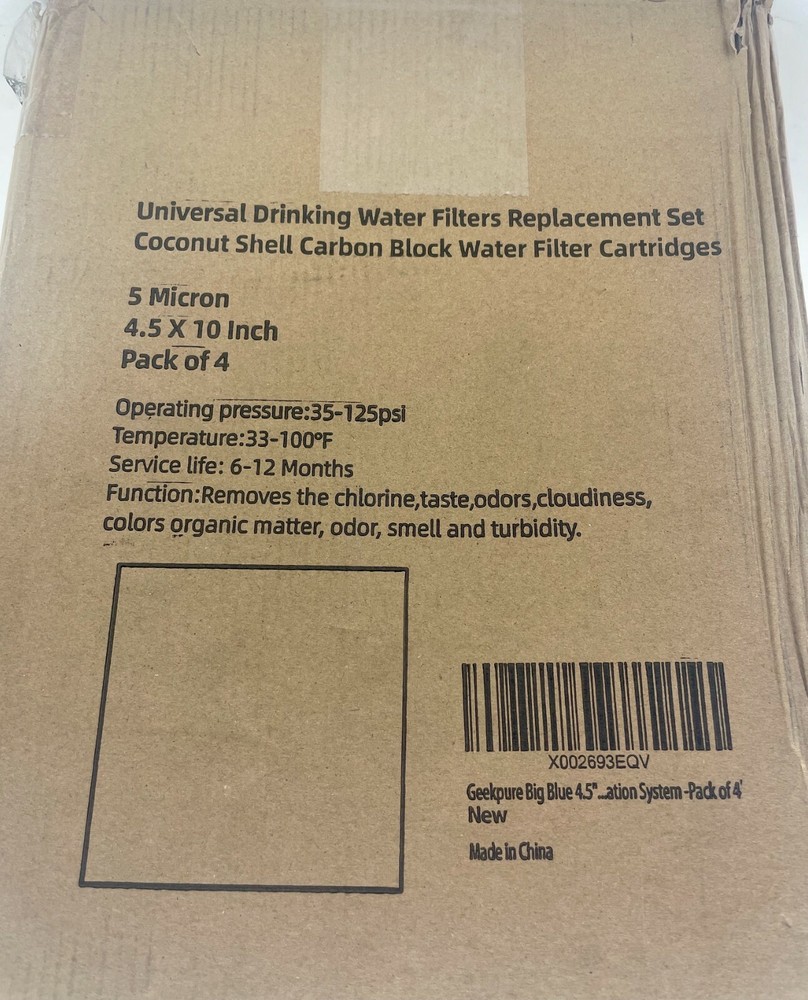 Universal Drinking Water Filters Replacement Set
Coconut Shell Carbon Block Water Filter Cartridges
5 Micron
4.5 X 10 Inch
Pack of 4
Operating pressure:35-125psi
Temperature:33-100°F
Service life: 6-12 Months
Function:Removes the chlorine,taste,odors,cloudiness,
colors organic matter, odor, smell and turbidity.
X002693EQV
Geekpure Big Blue 4.5"...ation System -Pack of 4'
New
Made in China